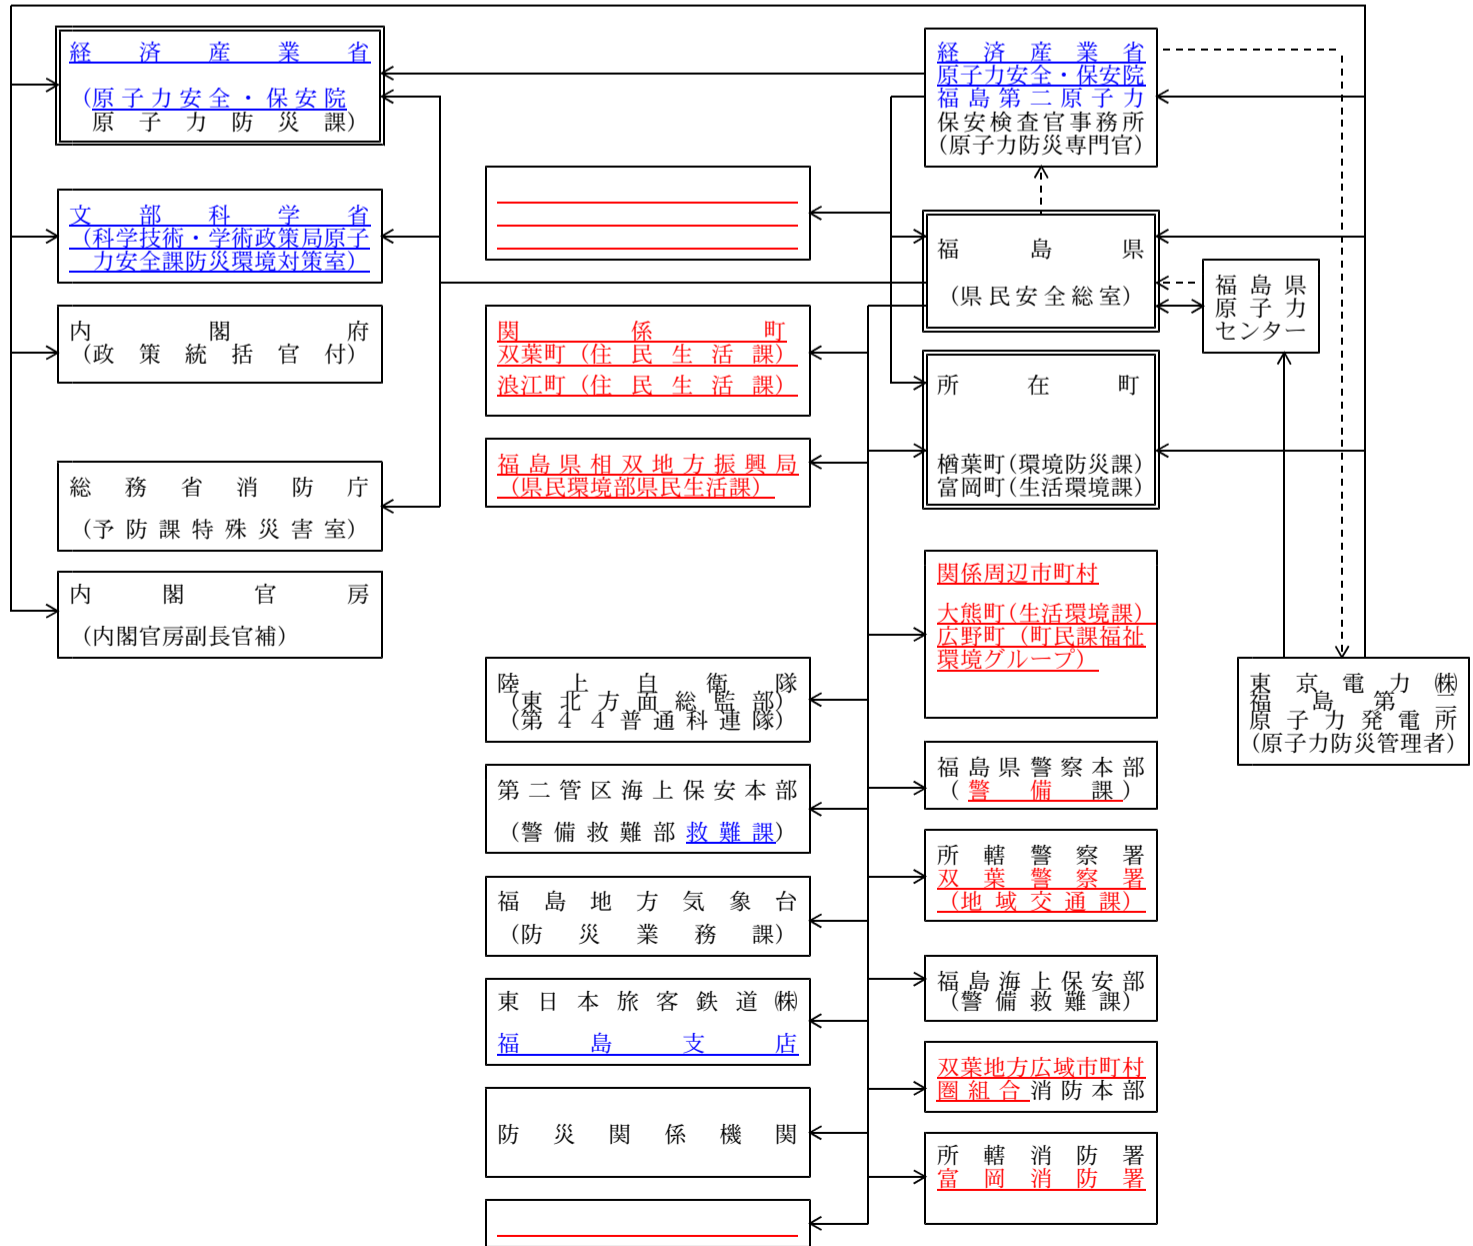 経済産業省
（原子力安全・保安院
原子力防災課）
文部科学省
（科学技術・学術政策局原子
力安全課防災環境対策室）
内閣府
（政策統括官付）
総務省消防庁
（予防課特殊災害室）
内閣官房
（内閣官房副長官補）
関係町
双葉町（住民生活課）
浪江町（住民生活課）
福島県相双地方振興局
（県民環境部県民生活課）
陸上自衛隊
（東北方面総監部）
（第４４普通科連隊）
第二管区海上保安本部
（警備救難部救難課）
福島地方気象台
（防災業務課）
東日本旅客鉄道㈱
福島支店
防災関係機関
経済産業省
原子力安全・保安院
福島第二原子力
保安検査官事務所
（原子力防災専門官）
福島県
（県民安全総室）
福島県
原子力
センター
所在町
楢葉町（環境防災課）
富岡町（生活環境課）
関係周辺市町村
大熊町（生活環境課）
広野町（町民課福祉
環境グループ）
福島県警察本部
（警備課）
所轄警察署
双葉警察署
（地域交通課）
福島海上保安部
（警備救難課）
双葉地方広域市町村
圏組合消防本部
所轄消防署
富岡消防署
東京電力㈱
福島第二
原子力発電所
（原子力防災管理者）